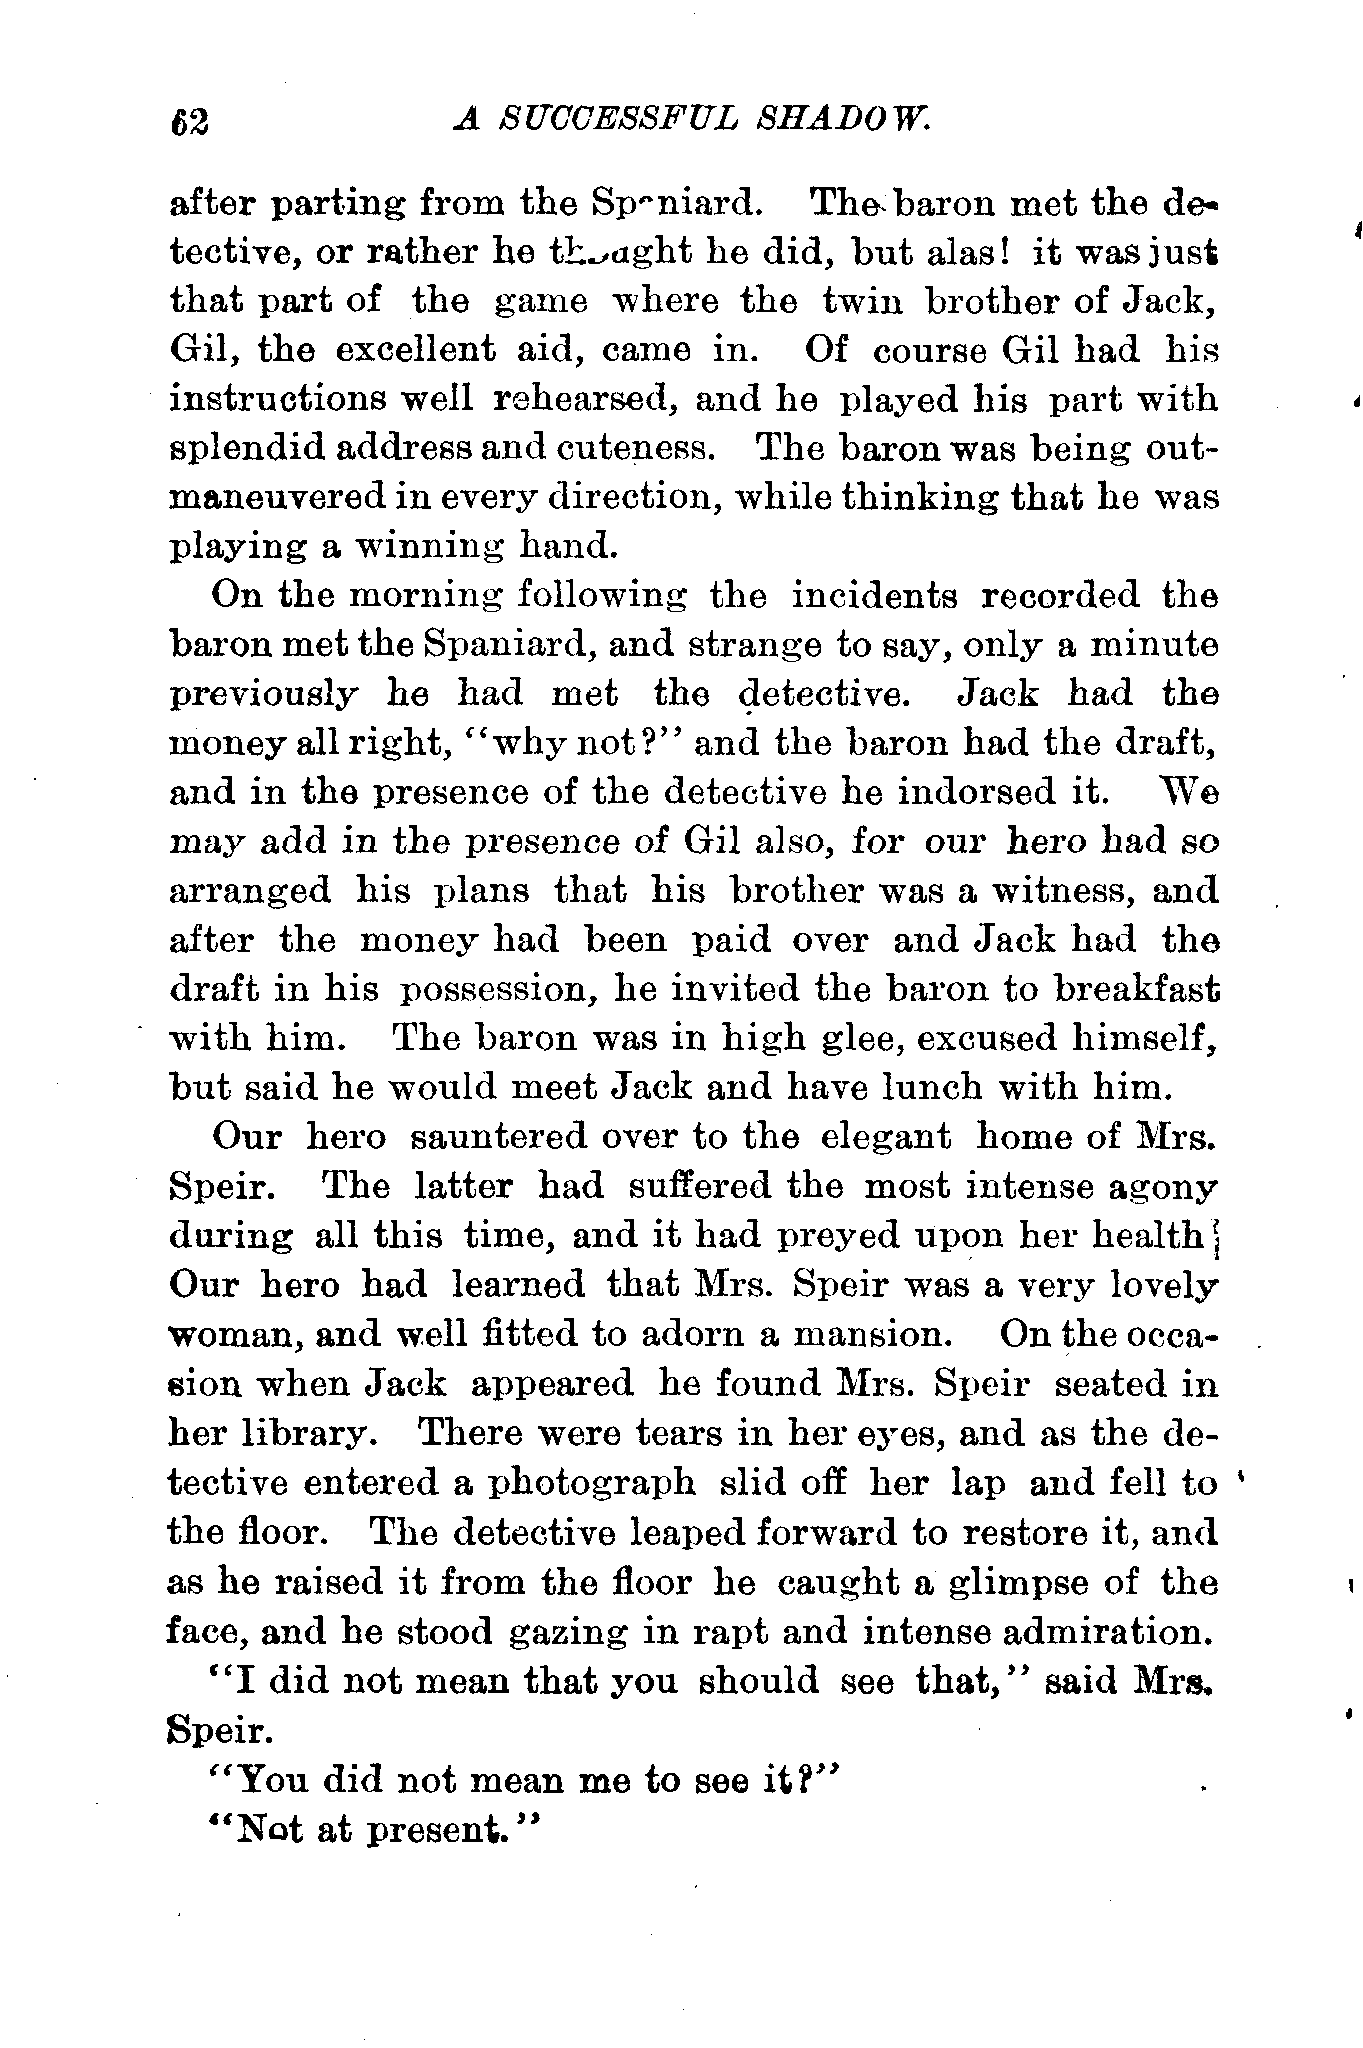 62 A SUCCESSFUL SHADOW.
after parting from the Spaniard. The baron met the de-
tective, or rather he thought he did, but alas! it was just
that part of the game where the twin brother of Jack,
Gil, the excellent aid, came in. Of course Gil had his
instructions well rehearsed, and he played his part with
splendid address and cuteness. The baron was being out-
maneuvered in every direction, while thinking that he was
playing a winning hand.
On the morning following the incidents recorded the
baron met the Spaniard, and strange to say, only a minute
previously he had met the detective. Jack had the
money all right, "why not?" and the baron had the draft,
and in the presence of the detective he indorsed it. We
may add in the presence of Gil also, for our hero had so
arranged his plans that his brother was a witness, and
after the money had been paid over and Jack had the
draft in his possession, he invited the baron to breakfast
with him. The baron was in high glee, excused himself,
but said he would meet Jack and have lunch with him.
Our hero sauntered over to the elegant home of Mrs.
Speir. The latter had suffered the most intense agony
during all this time, and it had preyed upon her health;
Our hero had learned that Mrs. Speir was a very lovely
woman, and well fitted to adorn a mansion. On the occa-
sion when Jack appeared he found Mrs. Speir seated in
her library. There were tears in her eyes, and as the de-
tective entered a photograph slid off her lap and fell to
the floor. The detective leaped forward to restore it, and
as he raised it from the floor he caught a glimpse of the
face, and he stood gazing in rapt and intense admiration.
"I did not mean that you should see that," said Mrs.
Speir.
"You did not mean me to see it?"
"Not at present."